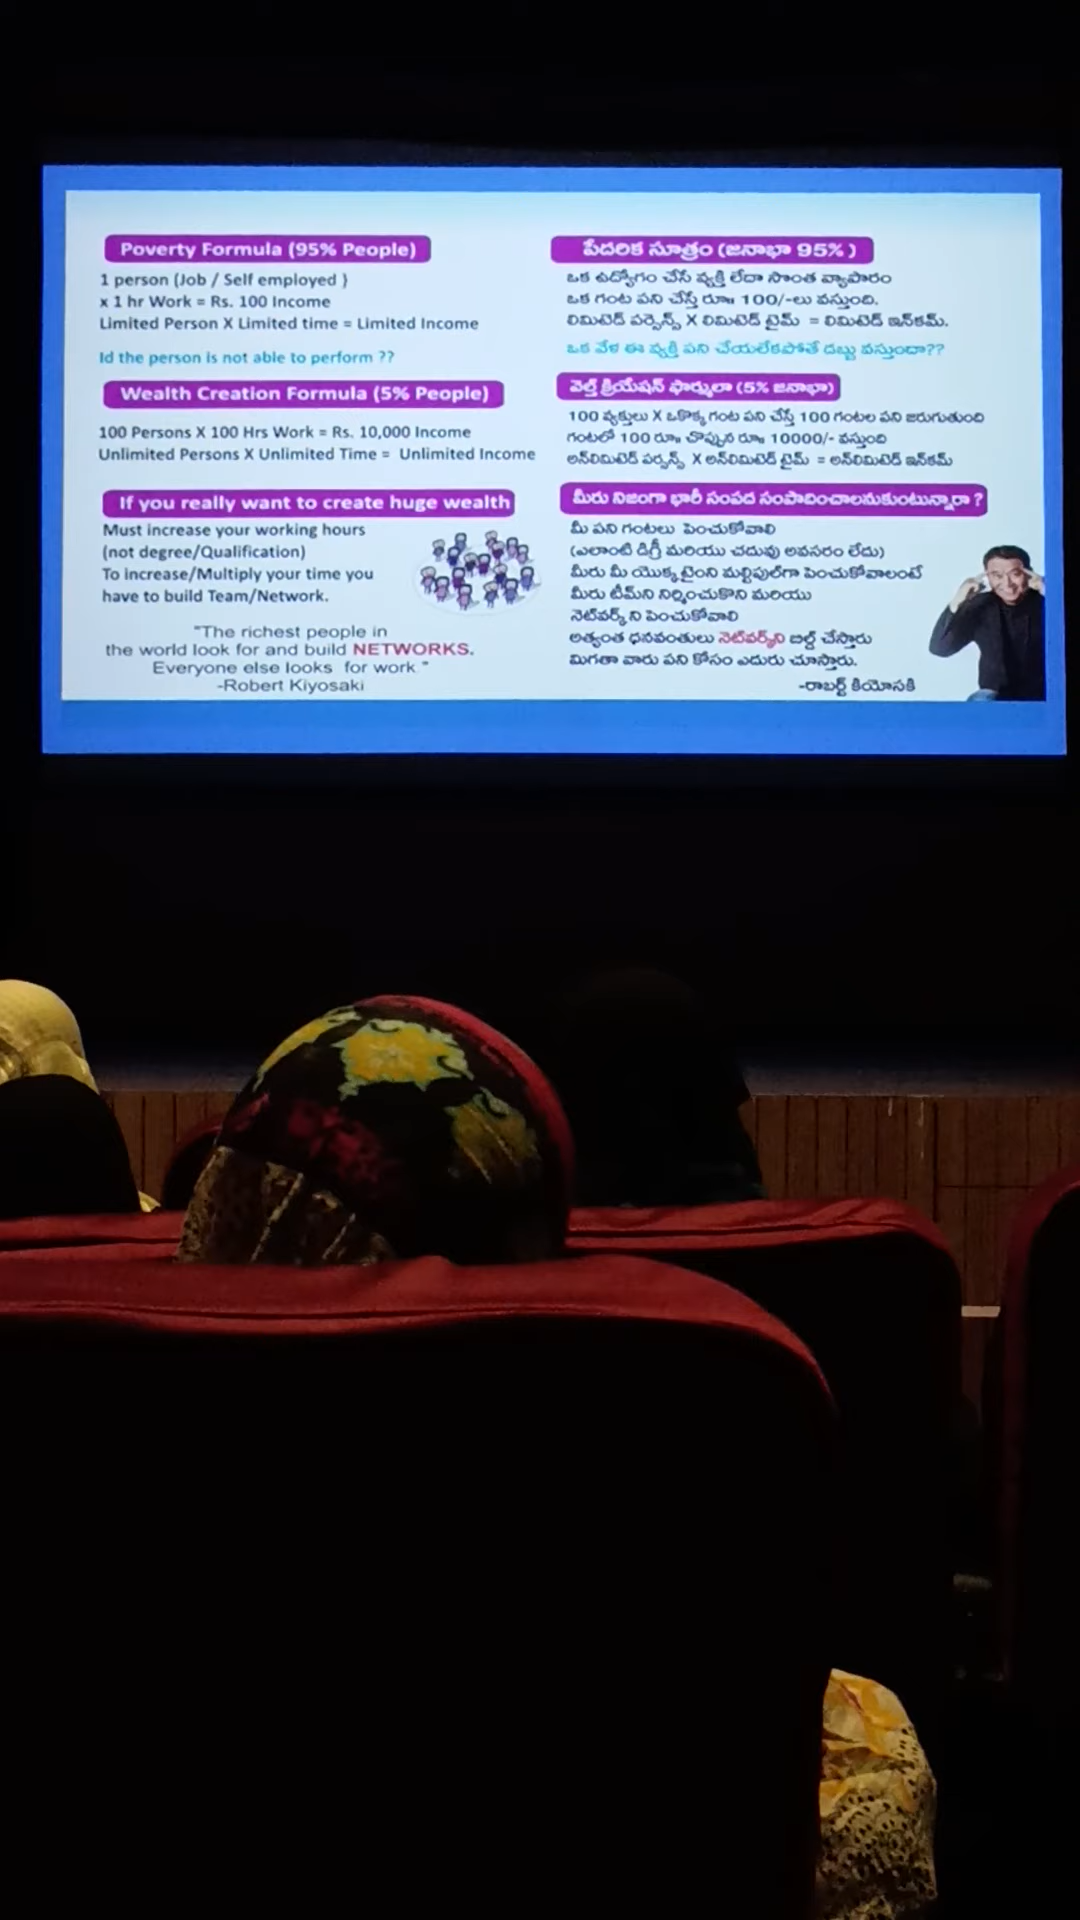 Poverty Formula (95% People)
1 person (Job / Self employed )
x 1 hr Work = Rs. 100 Income
Limited Person X Limited time = Limited Income
Id the person is not able to perform ??
Wealth Creation Formula (5% People)
100 Persons X 100 Hrs Work = Rs. 10,000 Income
Unlimited Persons X Unlimited Time = Unlimited Income
If you really want to create huge wealth
Must increase your working hours
(not degree/Qualification)
To increase/Multiply your time you
have to build Team/Network.
"The richest people in
the world look for and build NETWORKS.
Everyone else looks for work."
-Robert Kiyosaki
పేదరిక సూత్రం (జనాభా 95% )
ఒక ఉద్యోగం చేసే వ్యక్తి లేదా సొంత వ్యాపారం
ఒక గంట పని చేస్తే రూ॥ 100/-లు వస్తుంది.
లిమిటెడ్ పర్సెన్స్ X లిమిటెడ్ టైమ్ = లిమిటెడ్ ఇన్‌కమ్.
ఒక వేళ ఈ వ్యక్తి పని చేయలేకపోతే డబ్బు వస్తుందా??
వెల్త్ క్రియేషన్ ఫార్ములా (5% జనాభా)
100 వ్యక్తులు X ఒకొక్క గంట పని చేస్తే 100 గంటల పని జరుగుతుంది
గంటలో 100 రూ॥ చొప్పున రూ॥ 10000/- వస్తుంది
అన్‌లిమిటెడ్ పర్సన్స్ X అన్‌లిమిటెడ్ టైమ్ = అన్‌లిమిటెడ్ ఇన్‌కమ్
మీరు నిజంగా భారీ సంపద సంపాదించాలనుకుంటున్నారా ?
మీ పని గంటలు పెంచుకోవాలి
(ఎలాంటి డిగ్రీ మరియు చదువు అవసరం లేదు)
మీరు మీ యొక్క టైంని మల్టిపుల్‌గా పెంచుకోవాలంటే
మీరు టీమ్‌ని నిర్మించుకొని మరియు
నెట్‌వర్క్ ని పెంచుకోవాలి
అత్యంత ధనవంతులు నెట్‌వర్క్‌ని బిల్డ్ చేస్తారు
మిగతా వారు పని కోసం ఎదురు చూస్తారు.
-రాబర్ట్ కియోసకి